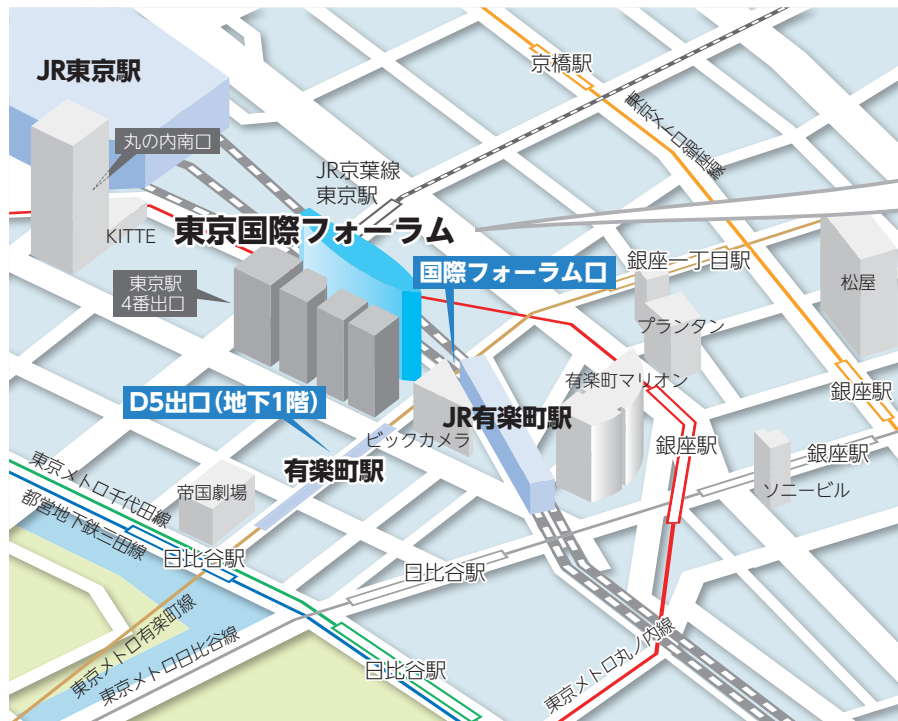 JR東京駅
京橋駅
東京メトロ銀座線
丸の内南口
JR京葉線
東京駅
KITTE
東京国際フォーラム
国際フォーラム口
銀座一丁目駅
松屋
東京駅
4番出口
プランタン
有楽町マリオン
D5出口(地下1階)
ビックカメラ
JR有楽町駅
銀座駅
銀座駅
銀座駅
有楽町駅
ソニービル
帝国劇場
東京メトロ千代田線
都営地下鉄三田線
日比谷駅
日比谷駅
日比谷駅
東京メトロ有楽町線
東京メトロ日比谷線
東京メトロ丸ノ内線